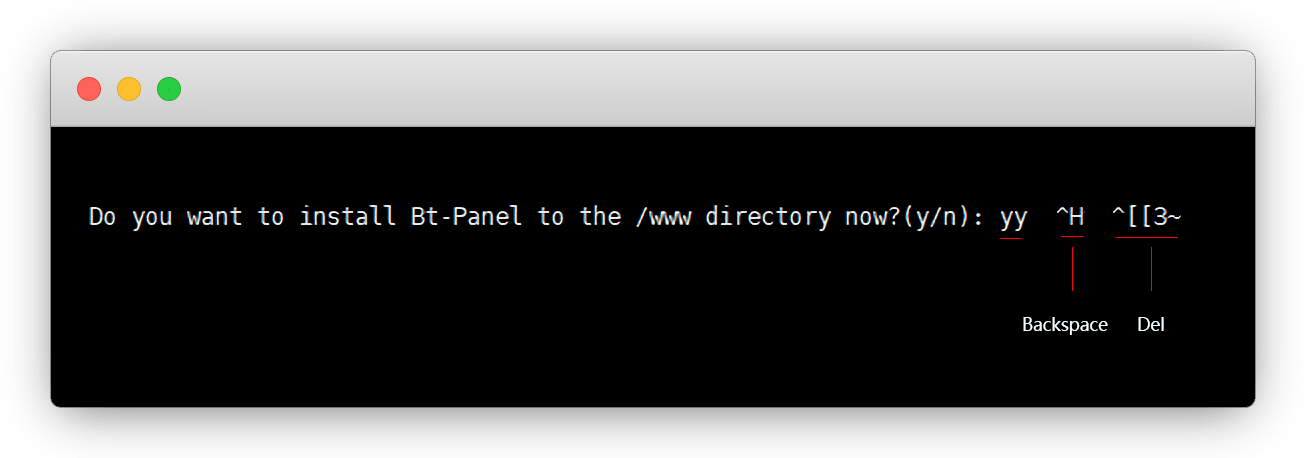 Do you want to install Bt-Panel to the /www directory now?(y/n): yy ^H ^[[3~
Backspace Del